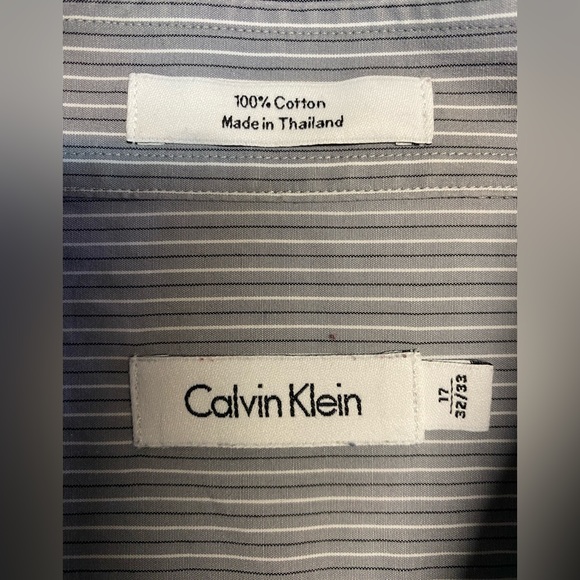 100% Cotton
Made in Thailand
Calvin Klein
17
32/33